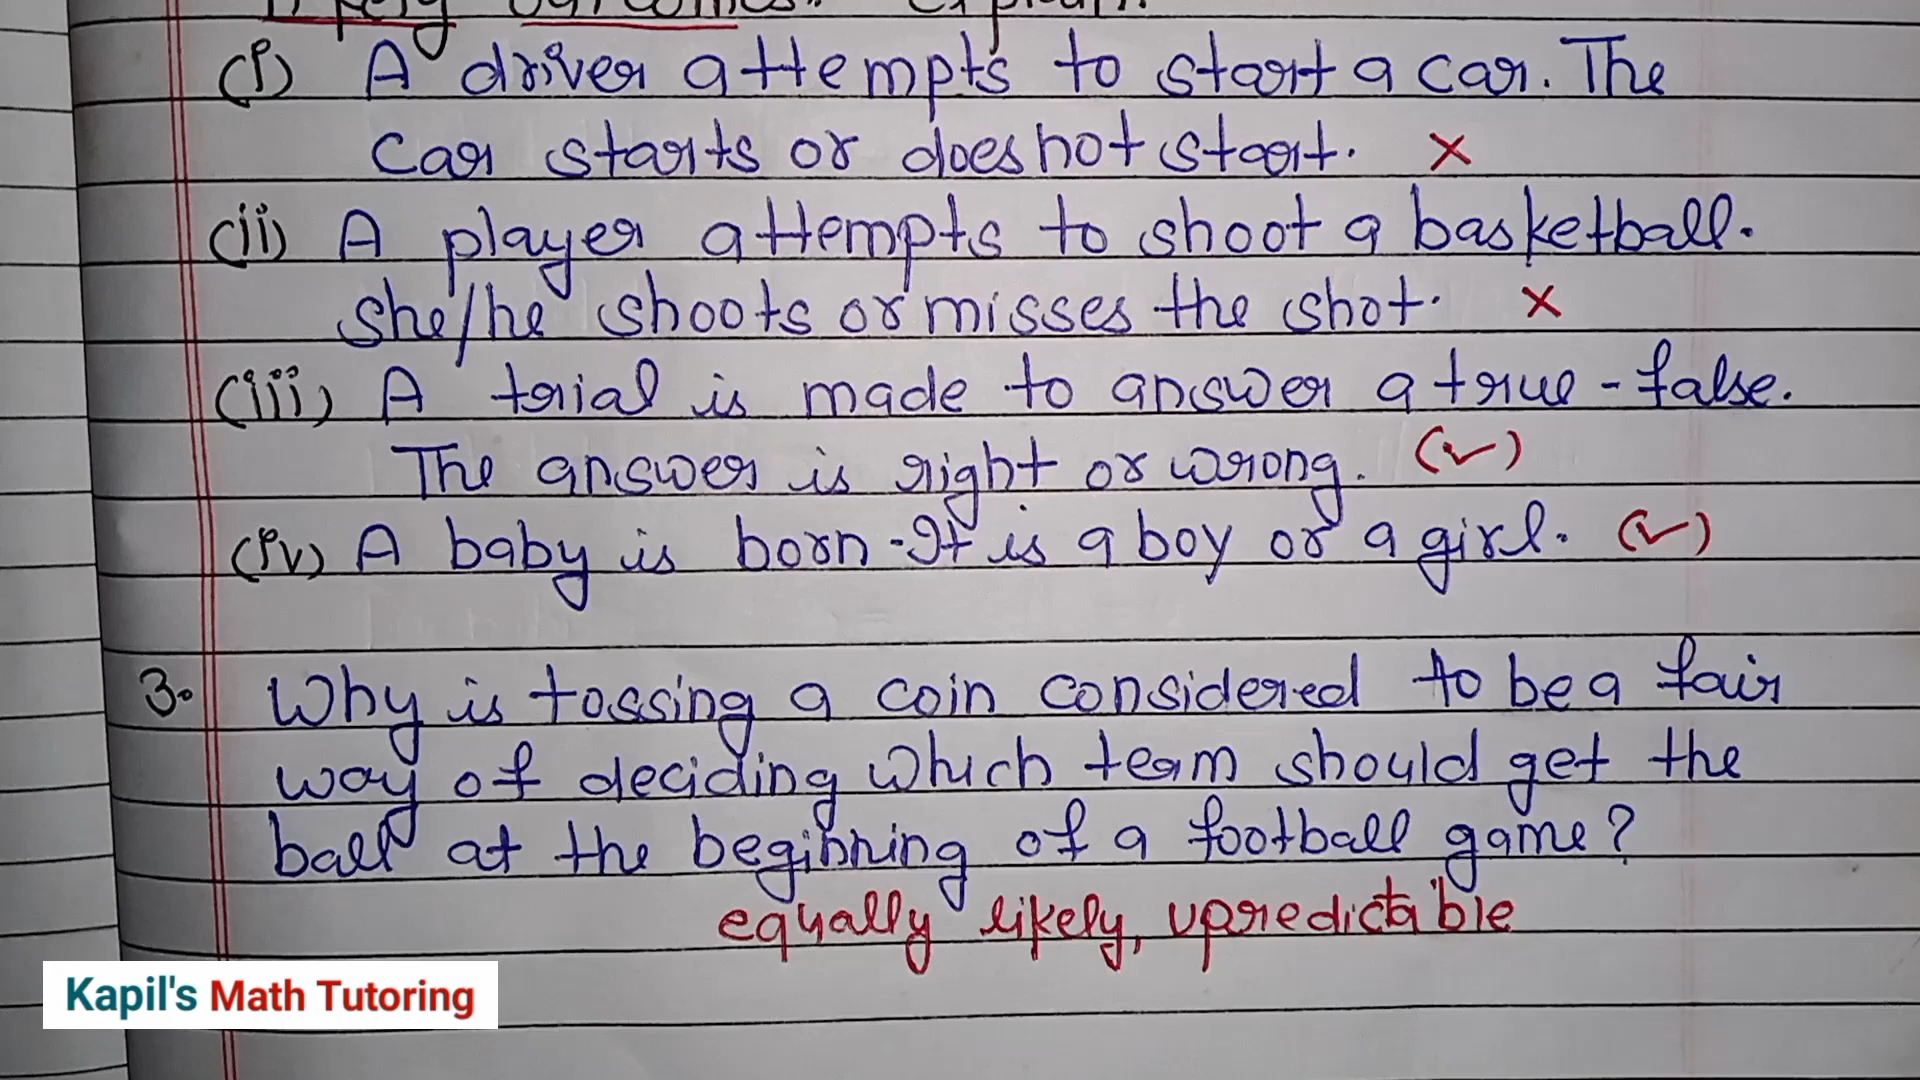 likely outcomes. Explain.
(i) A driver attempts to start a car. The
car starts or does not start. ×
(ii) A player attempts to shoot a basketball.
she/he shoots or misses the shot. ×
(iii) A trial is made to answer a true-false.
The answer is right or wrong. (✓)
(iv) A baby is born. It is a boy or a girl. (✓)
3. Why is tossing a coin considered to be a fair
way of deciding which team should get the
ball at the beginning of a football game?
equally likely, upredictable
Kapil's Math Tutoring